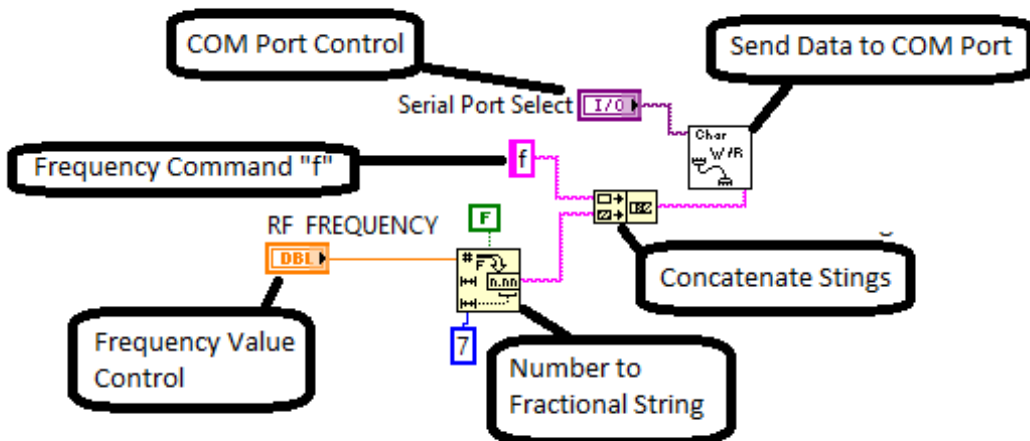 COM Port Control
Send Data to COM Port
Serial Port Select
I/O
Char
W/R
Frequency Command "f"
f
F
RF FREQUENCY
DBL
#
F
n.nn
Concatenate Stings
7
Frequency Value
Control
Number to
Fractional String